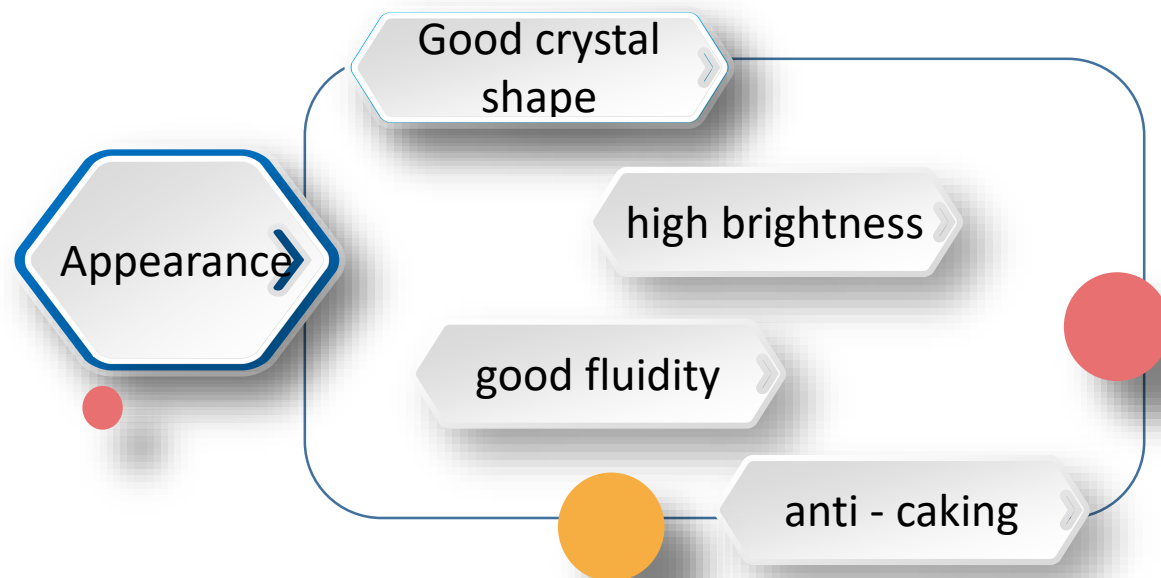 Good crystal
shape
high brightness
Appearance
good fluidity
anti - caking